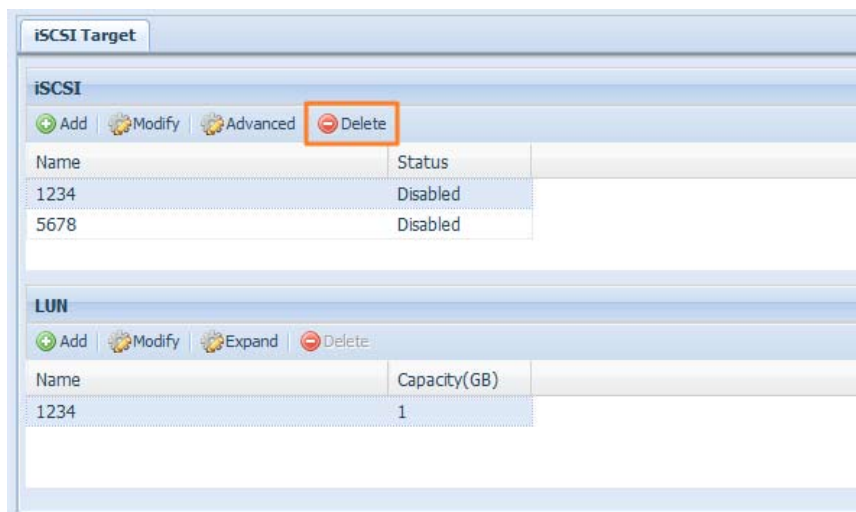 iSCSI Target
iSCSI
Add Modify Advanced Delete
Name Status
1234 Disabled
5678 Disabled
LUN
Add Modify Expand Delete
Name Capacity(GB)
1234 1